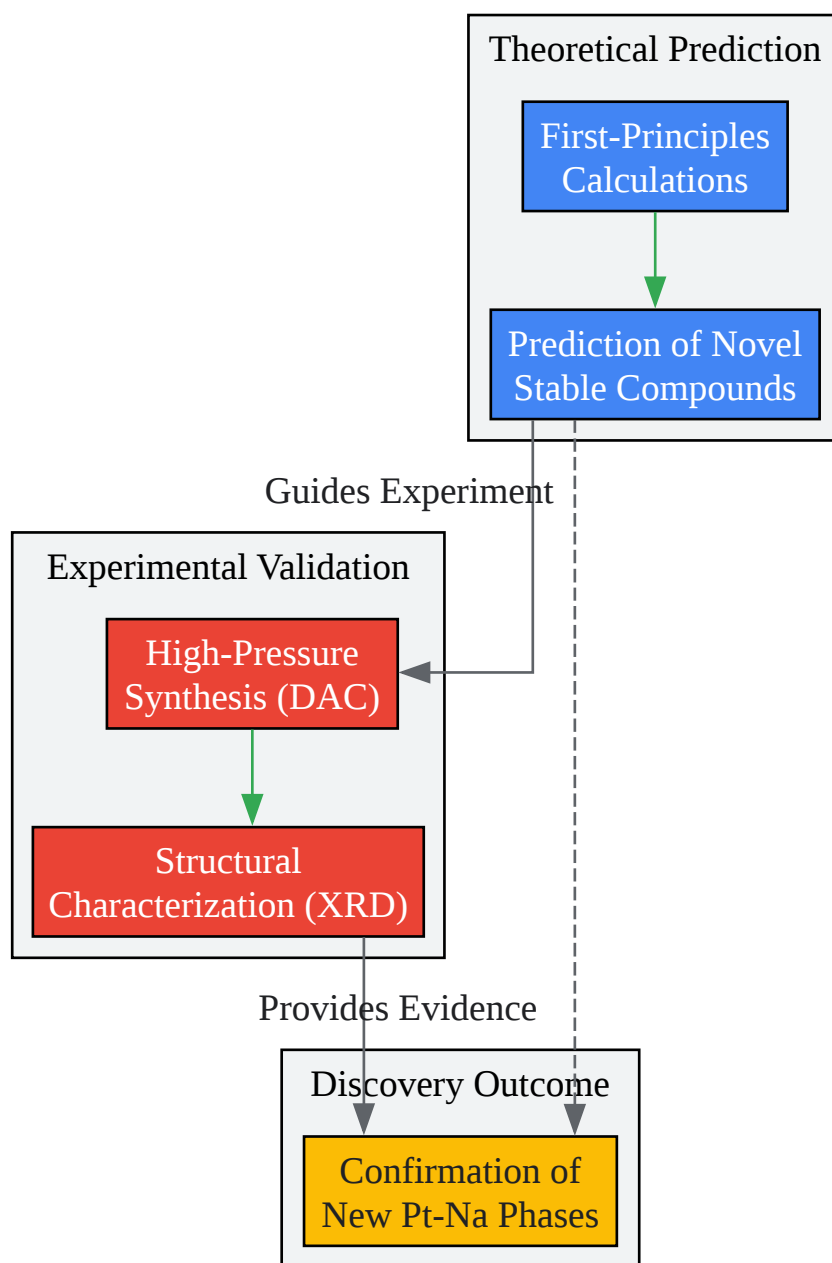 Theoretical Prediction
First-Principles
Calculations
Prediction of Novel
Stable Compounds
Guides Experiment
Experimental Validation
High-Pressure
Synthesis (DAC)
Structural
Characterization (XRD)
Provides Evidence
Discovery Outcome
Confirmation of
New Pt-Na Phases